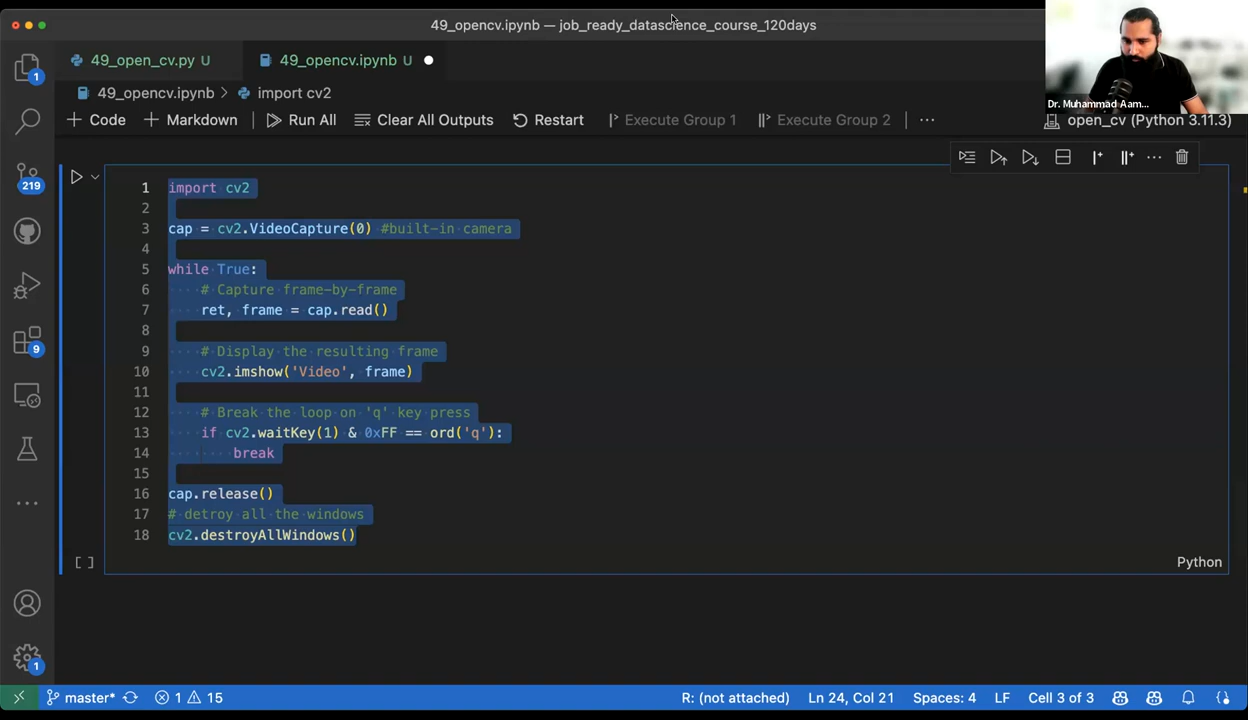 49_opencv.ipynb — job_ready_datascience_course_120days
49_open_cv.py U
49_opencv.ipynb U
49_opencv.ipynb > import cv2
Code
Markdown
Run All
Clear All Outputs
Restart
Execute Group 1
Execute Group 2
...
Dr. Muhammad Aam...
open_cv (Python 3.11.3)
1
219
9
1
1 import cv2
2
3 cap = cv2.VideoCapture(0) #built-in camera
4
5 while True:
6 # Capture frame-by-frame
7 ret, frame = cap.read()
8
9 # Display the resulting frame
10 cv2.imshow('Video', frame)
11
12 # Break the loop on 'q' key press
13 if cv2.waitKey(1) & 0xFF == ord('q'):
14 break
15
16 cap.release()
17 # detroy all the windows
18 cv2.destroyAllWindows()
[ ]
Python
master*
1
15
R: (not attached)
Ln 24, Col 21
Spaces: 4
LF
Cell 3 of 3